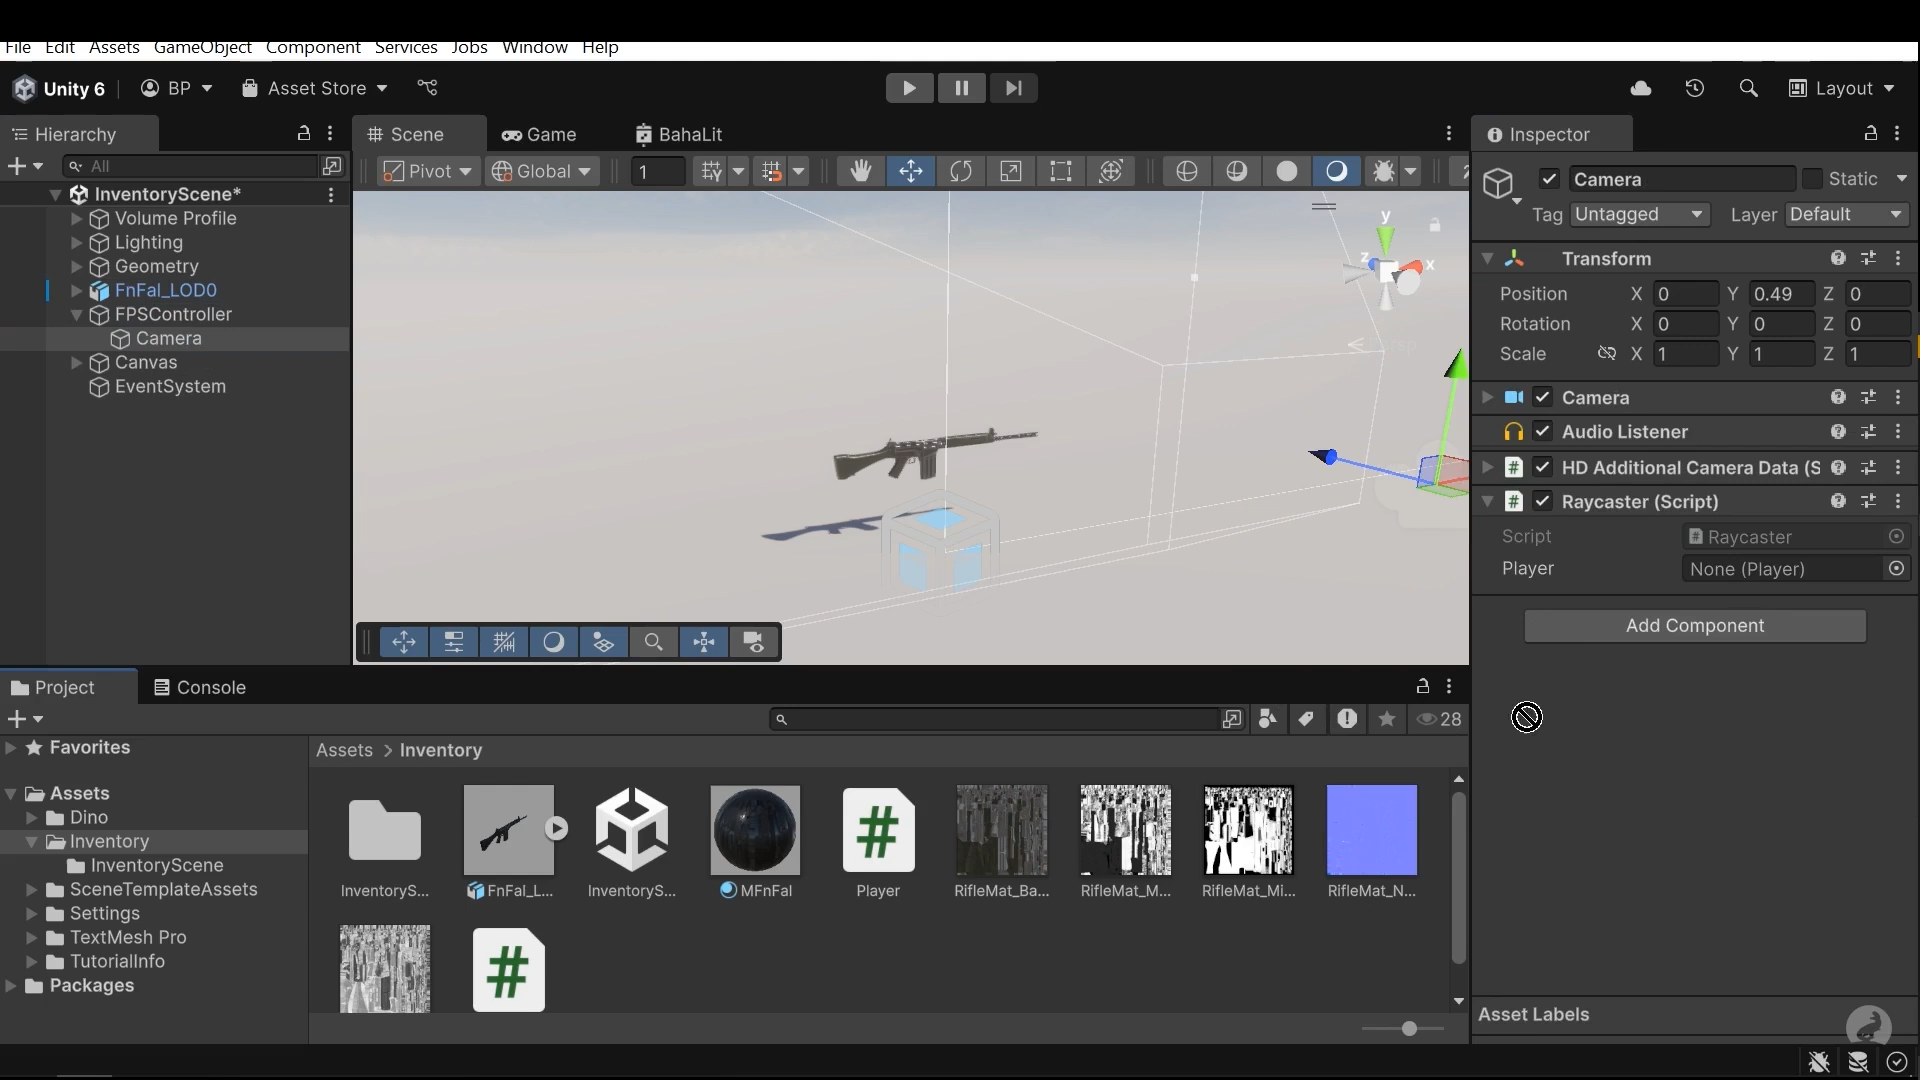 File Edit Assets GameObject Component Services Jobs Window Help
Unity 6 BP Asset Store Layout
Hierarchy
All
InventoryScene*
Volume Profile
Lighting
Geometry
FnFal_LOD0
FPSController
Camera
Canvas
EventSystem
Scene Game BahaLit
Pivot Global 1
y
z x
Persp
Inspector
Camera Static
Tag Untagged Layer Default
Transform
Position X 0 Y 0.49 Z 0
Rotation X 0 Y 0 Z 0
Scale X 1 Y 1 Z 1
Camera
Audio Listener
HD Additional Camera Data (S
Raycaster (Script)
Script Raycaster
Player None (Player)
Add Component
Asset Labels
Project Console
28
Favorites
Assets
Dino
Inventory
InventoryScene
SceneTemplateAssets
Settings
TextMesh Pro
TutorialInfo
Packages
Assets > Inventory
InventoryS... FnFal_L... InventoryS... MFnFal Player RifleMat_Ba... RifleMat_M... RifleMat_Mi... RifleMat_N...